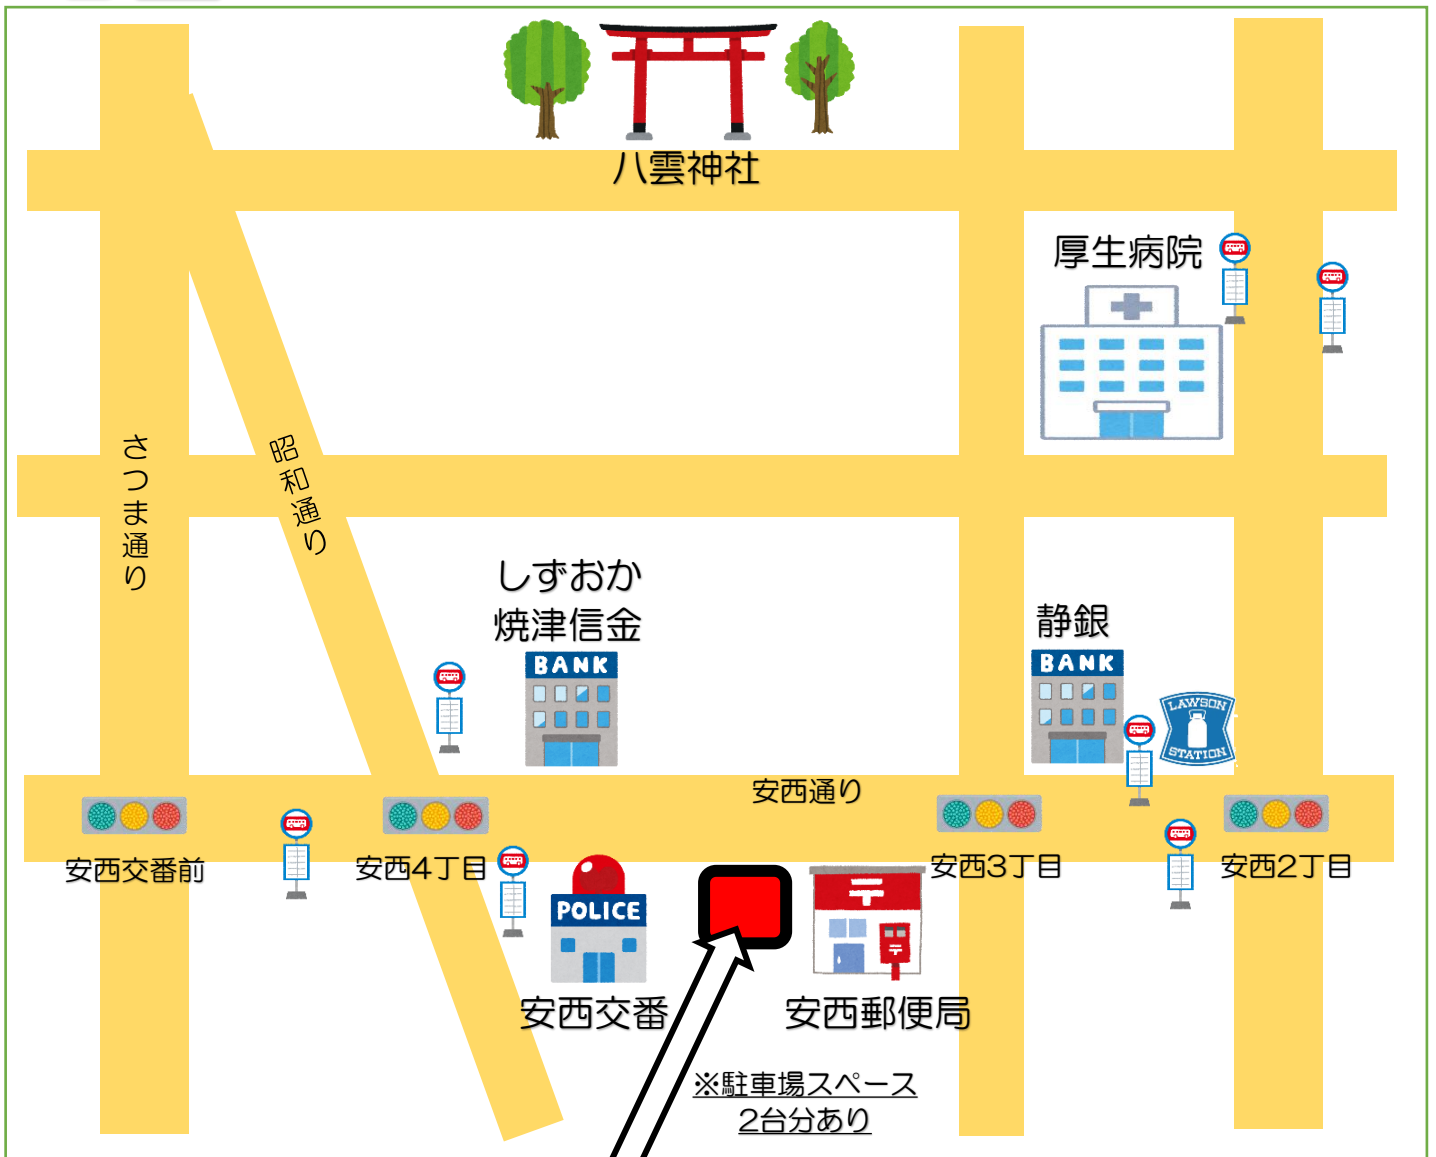 八雲神社
厚生病院
さつま通り
昭和通り
しずおか
焼津信金
BANK
静銀
BANK
LAWSON
STATION
安西通り
安西交番前
安西4丁目
安西3丁目
安西2丁目
POLICE
〒
〒
安西交番
安西郵便局
※駐車場スペース
2台分あり